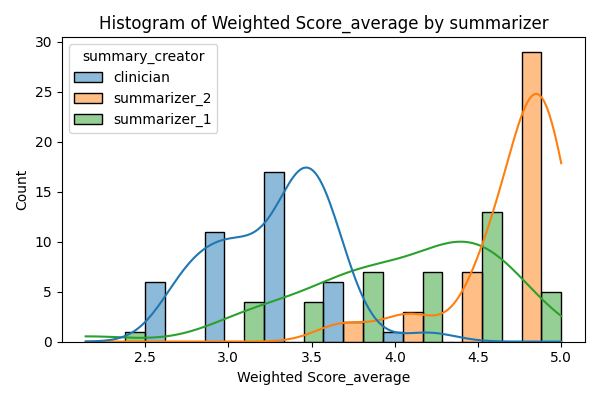 Histogram of Weighted Score_average by summarizer
summary_creator
clinician
summarizer_2
summarizer_1
Count
30
25
20
15
10
5
0
2.5 3.0 3.5 4.0 4.5 5.0
Weighted Score_average